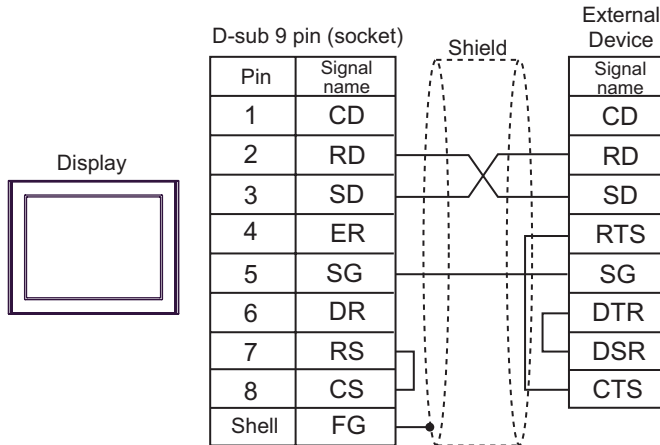 D-sub 9 pin (socket)
Shield
External
Device
Display
Pin Signal name Signal name
1 CD CD
2 RD RD
3 SD SD
4 ER RTS
5 SG SG
6 DR DTR
7 RS DSR
8 CS CTS
Shell FG